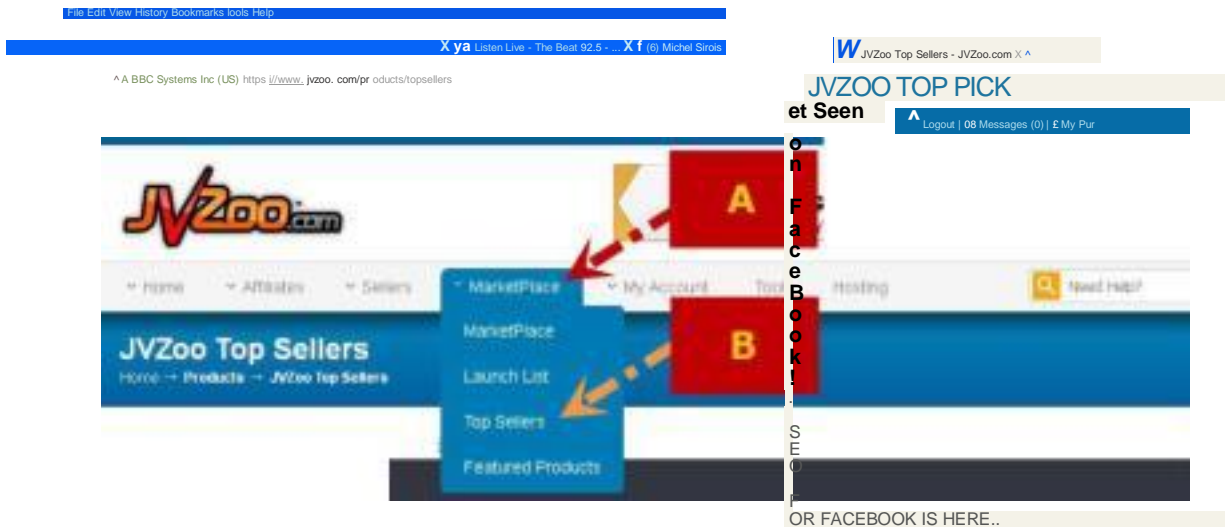 File Edit View History Bookmarks lools Help
X ya Listen Live - The Beat 92.5 - ... X f (6) Michel Sirois
W JVZoo Top Sellers - JVZoo.com X ^
^ A BBC Systems Inc (US) https i//www. jvzoo. com/pr oducts/topsellers
JVZOO TOP PICK
et Seen
^ Logout | 08 Messages (0) | £ My Pur
o
n
F
a
c
e
B
o
o
k
!
.
S
E
O
F
OR FACEBOOK IS HERE..
JVZoo.com
A
Home Affiliates Sellers MarketPlace My Account Tool Hosting Need Help?
MarketPlace
B
JVZoo Top Sellers
Home → Products → JVZoo Top Sellers
Launch List
Top Sellers
Featured Products